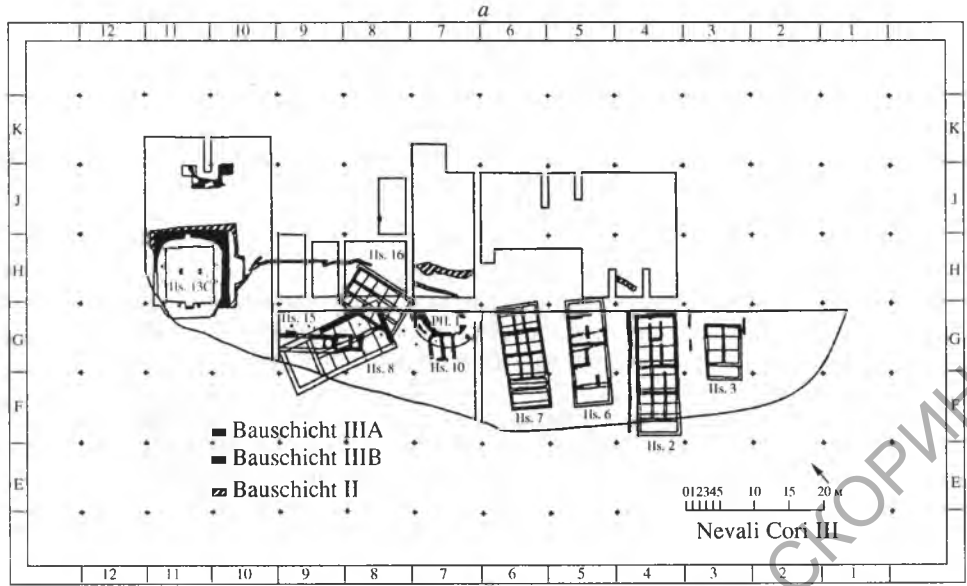 a
12 11 10 9 8 7 6 5 4 3 2 1
K K
J J
Hs. 16
H H
Hs. 13C
Hs. 15 Pfl. 1
G G
Hs. 8 Hs. 10 Hs. 3
F
Hs. 7 Hs. 6
Bauschicht IIIA
Hs. 2
Bauschicht IIIB
E E
Bauschicht II
012345 10 15 20 м
Nevali Cori III
12 11 10 9 8 7 6 5 4 3 2 1
СКОРИН